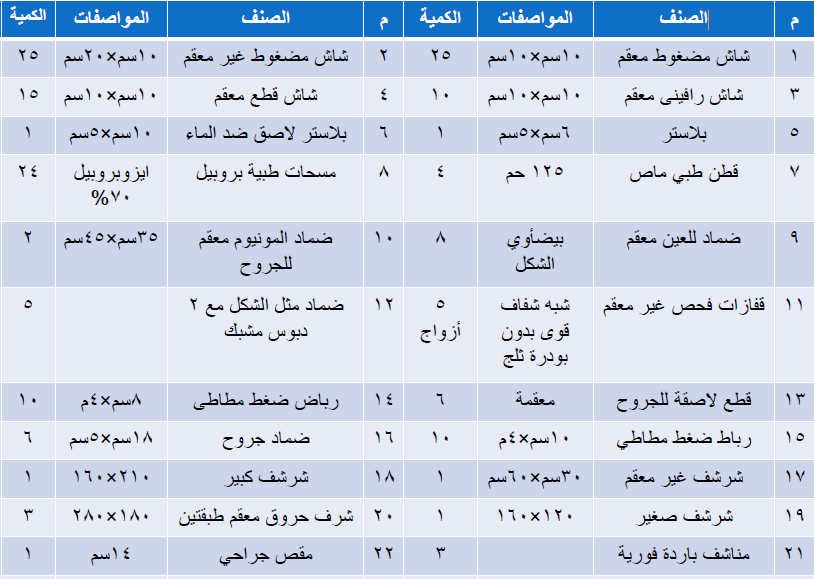 م الصنف المواصفات الكمية م الصنف المواصفات الكمية
١ شاش مضغوط معقم ١٠سم×١٠سم ٢٥ ٢ شاش مضغوط غير معقم ١٠سم×٢٠سم ٢٥
٣ شاش رافينى معقم ١٠سم×١٠سم ١٠ ٤ شاش قطع معقم ١٠سم×١٠سم ١٥
٥ بلاستر ٦سم×٥سم ١ ٦ بلاستر لاصق ضد الماء ١٠سم×٥سم ١
٧ قطن طبي ماص ١٢٥ حم ٤ ٨ مسحات طبية بروبيل ايزوبروبيل ٢٤
٧٠%
٩ ضماد للعين معقم بيضأوي ٨ ١٠ ضماد المونيوم معقم ٣٥سم×٤٥سم ٢
الشكل للجروح
١١ قفازات فحص غير معقم شبه شفاف ٥ ١٢ ضماد مثل الشكل مع ٢ ٥
قوى بدون أزواج دبوس مشبك
بودرة ثلج
١٣ قطع لاصقة للجروح معقمة ٦ ١٤ رباض ضغط مطاطى ٨سم×٤م ١٠
١٥ رباط ضغط مطاطي ١٠سم×٤م ١٠ ١٦ ضماد جروح ١٨سم×٥سم ٦
١٧ شرشف غير معقم ٣٠سم×٦٠سم ١ ١٨ شرشف كبير ٢١٠×١٦٠ ١
١٩ شرشف صغير ١٢٠×١٦٠ ١ ٢٠ شرف حروق معقم طبقتين ١٨٠×٢٨٠ ٣
٢١ مناشف باردة فورية ٣ ٢٢ مقص جراحي ١٤سم ١